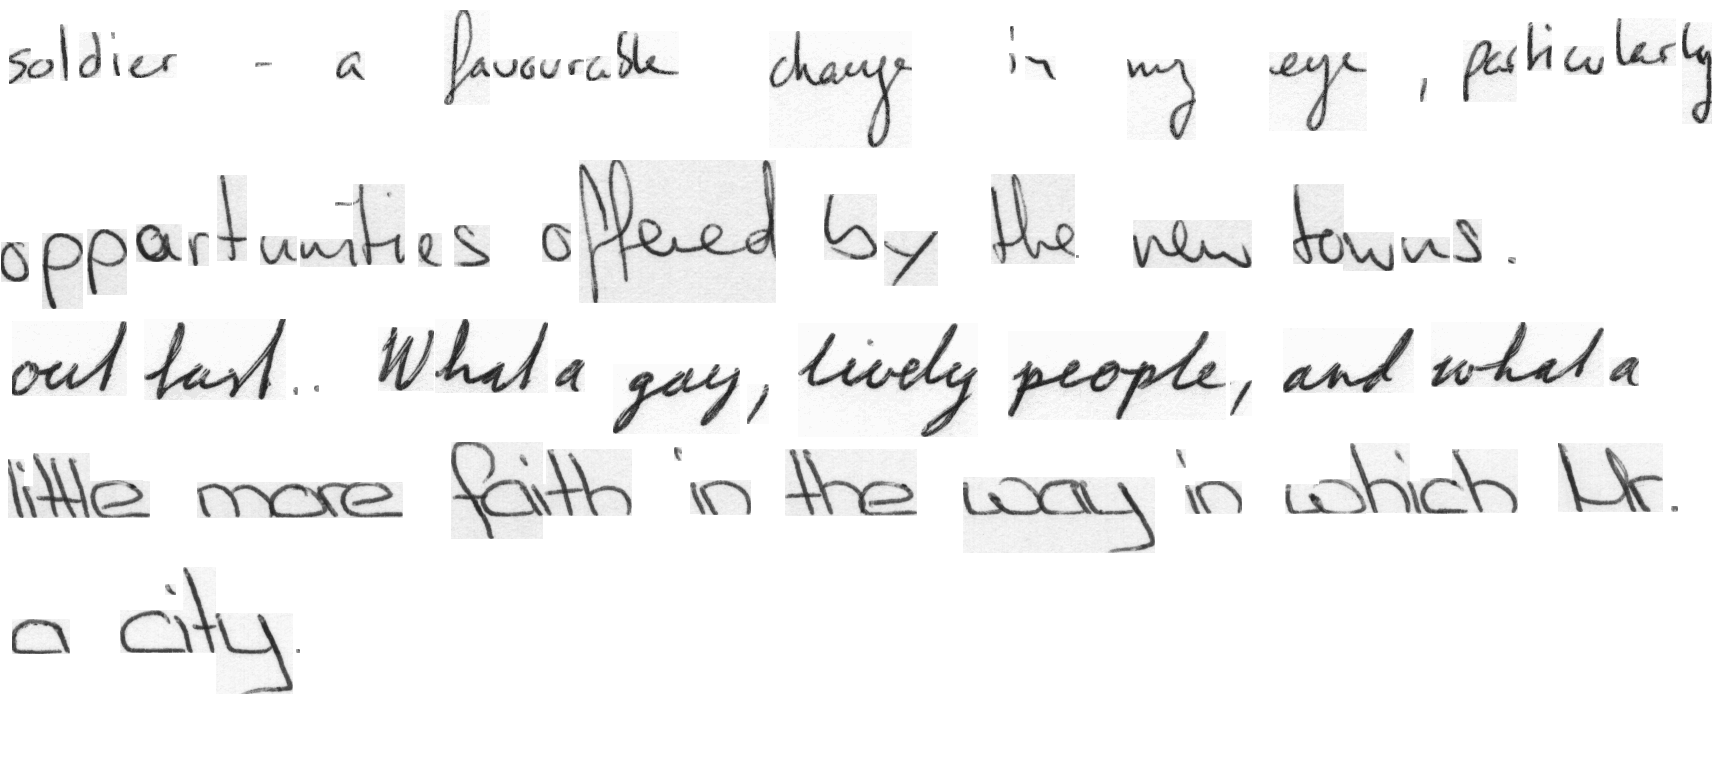 soldier - a favourable change in my eye , particularly
opportunities offered by the new towns .
out last . . What a gay , lively people , and what a
little more faith in the way in which Mr.
a city .